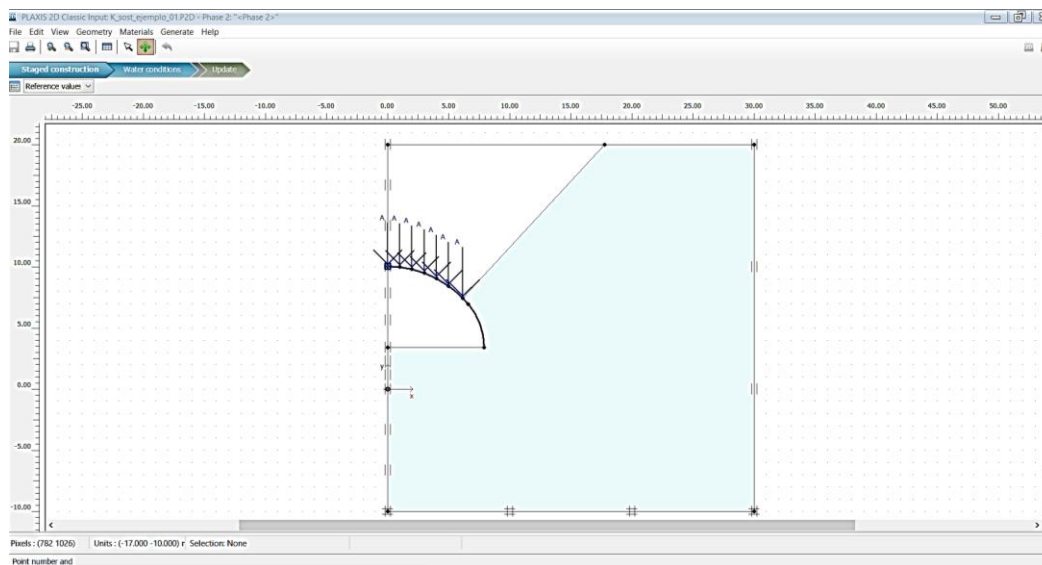 PLAXIS 2D Classic Input: K_sost_ejemplo_01.P2D - Phase 2: "<Phase 2>"
File Edit View Geometry Materials Generate Help
Staged construction Water conditions Update
Reference values
-25.00 -20.00 -15.00 -10.00 -5.00 0.00 5.00 10.00 15.00 20.00 25.00 30.00 35.00 40.00 45.00 50.00
20.00
15.00
A A A A A A A
10.00
5.00
y
0.00
x
-5.00
-10.00
Pixels : (782 1026) Units : (-17.000 -10.000) r Selection: None
Point number and